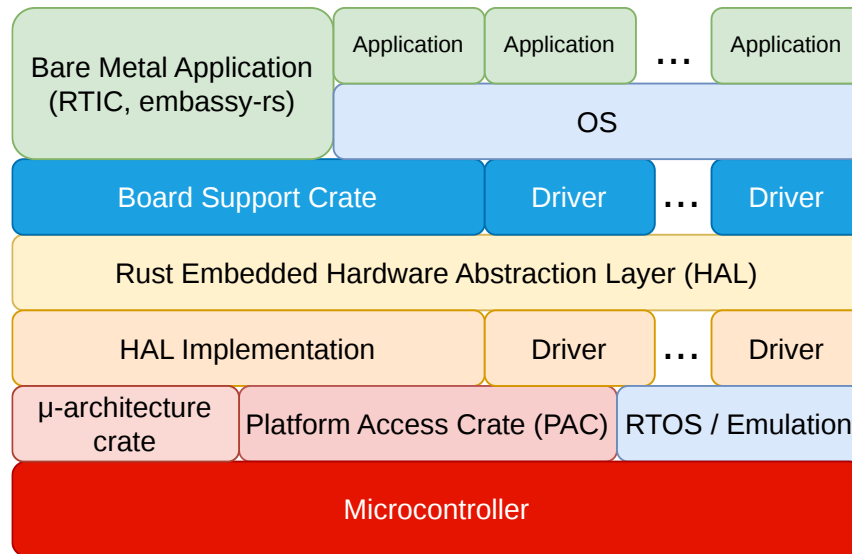 Bare Metal Application
(RTIC, embassy-rs)
Application
Application
...
Application
OS
Board Support Crate
Driver
...
Driver
Rust Embedded Hardware Abstraction Layer (HAL)
HAL Implementation
Driver
...
Driver
μ-architecture
crate
Platform Access Crate (PAC)
RTOS / Emulation
Microcontroller